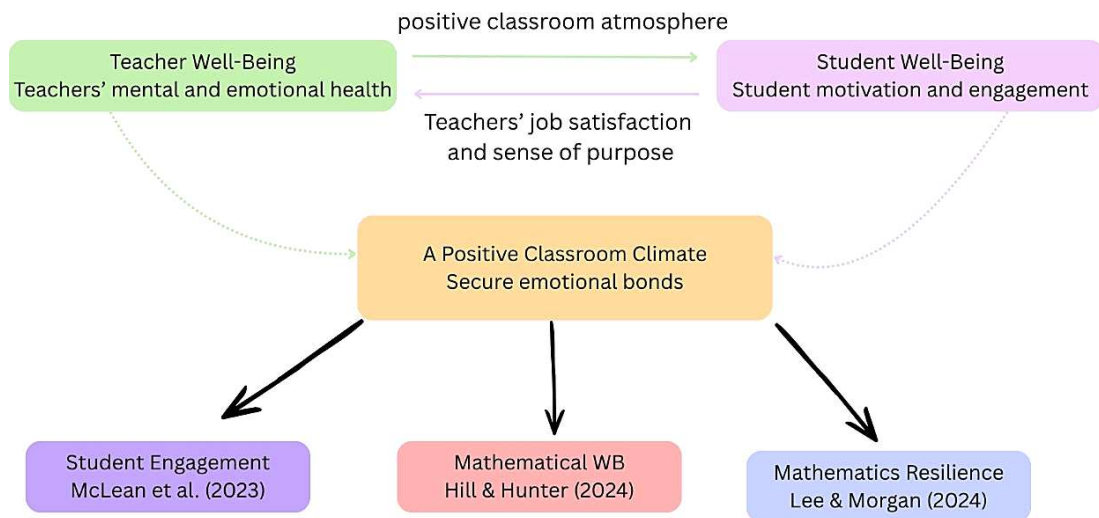 positive classroom atmosphere
Teacher Well-Being
Teachers’ mental and emotional health
Student Well-Being
Student motivation and engagement
Teachers’ job satisfaction
and sense of purpose
A Positive Classroom Climate
Secure emotional bonds
Student Engagement
McLean et al. (2023)
Mathematical WB
Hill & Hunter (2024)
Mathematics Resilience
Lee & Morgan (2024)